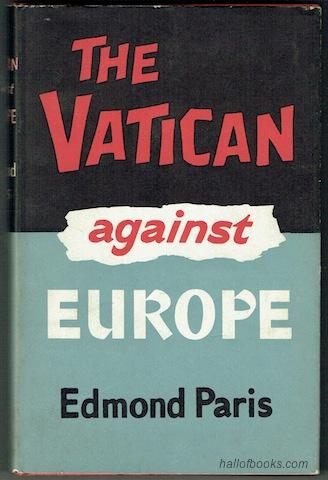 THE
VATICAN
against
EUROPE
Edmond Paris
hallofbooks.com